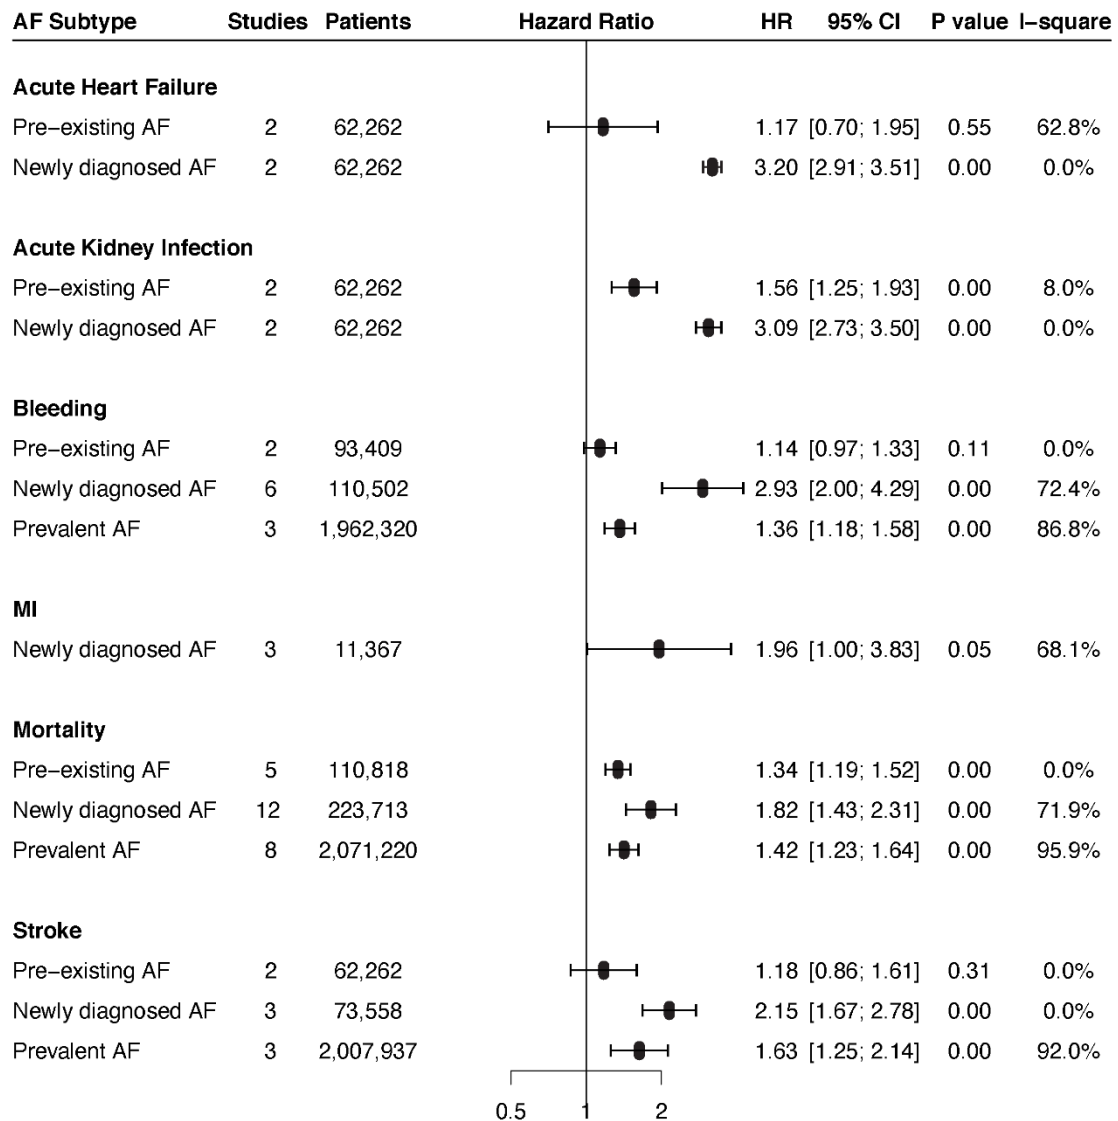 AF Subtype Studies Patients Hazard Ratio HR 95% CI P value I−square
Acute Heart Failure
Pre−existing AF 2 62,262 1.17 [0.70; 1.95] 0.55 62.8%
Newly diagnosed AF 2 62,262 3.20 [2.91; 3.51] 0.00 0.0%
Acute Kidney Infection
Pre−existing AF 2 62,262 1.56 [1.25; 1.93] 0.00 8.0%
Newly diagnosed AF 2 62,262 3.09 [2.73; 3.50] 0.00 0.0%
Bleeding
Pre−existing AF 2 93,409 1.14 [0.97; 1.33] 0.11 0.0%
Newly diagnosed AF 6 110,502 2.93 [2.00; 4.29] 0.00 72.4%
Prevalent AF 3 1,962,320 1.36 [1.18; 1.58] 0.00 86.8%
MI
Newly diagnosed AF 3 11,367 1.96 [1.00; 3.83] 0.05 68.1%
Mortality
Pre−existing AF 5 110,818 1.34 [1.19; 1.52] 0.00 0.0%
Newly diagnosed AF 12 223,713 1.82 [1.43; 2.31] 0.00 71.9%
Prevalent AF 8 2,071,220 1.42 [1.23; 1.64] 0.00 95.9%
Stroke
Pre−existing AF 2 62,262 1.18 [0.86; 1.61] 0.31 0.0%
Newly diagnosed AF 3 73,558 2.15 [1.67; 2.78] 0.00 0.0%
Prevalent AF 3 2,007,937 1.63 [1.25; 2.14] 0.00 92.0%
0.5 1 2